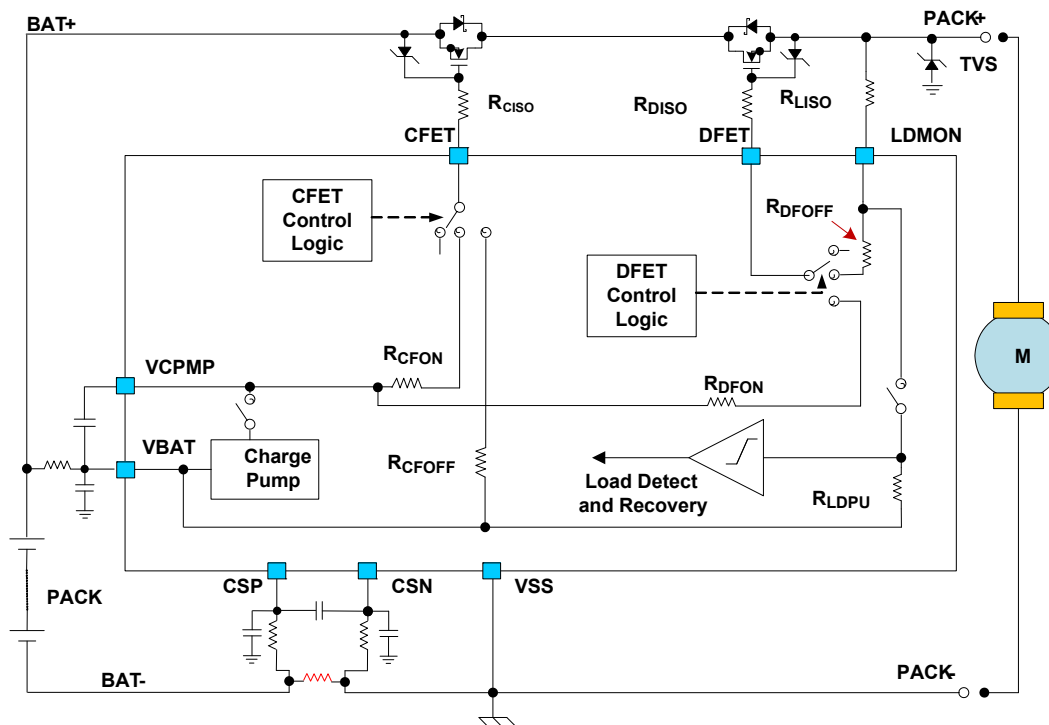 BAT+
PACK+
TVS
RCISO
RDISO
RLISO
CFET
DFET
LDMON
CFET
Control
Logic
RDFOFF
DFET
Control
Logic
M
VCPMP
RCFON
RDFON
VBAT
Charge
Pump
RCFOFF
Load Detect
and Recovery
RLDPU
CSP
CSN
VSS
PACK
BAT-
PACK-